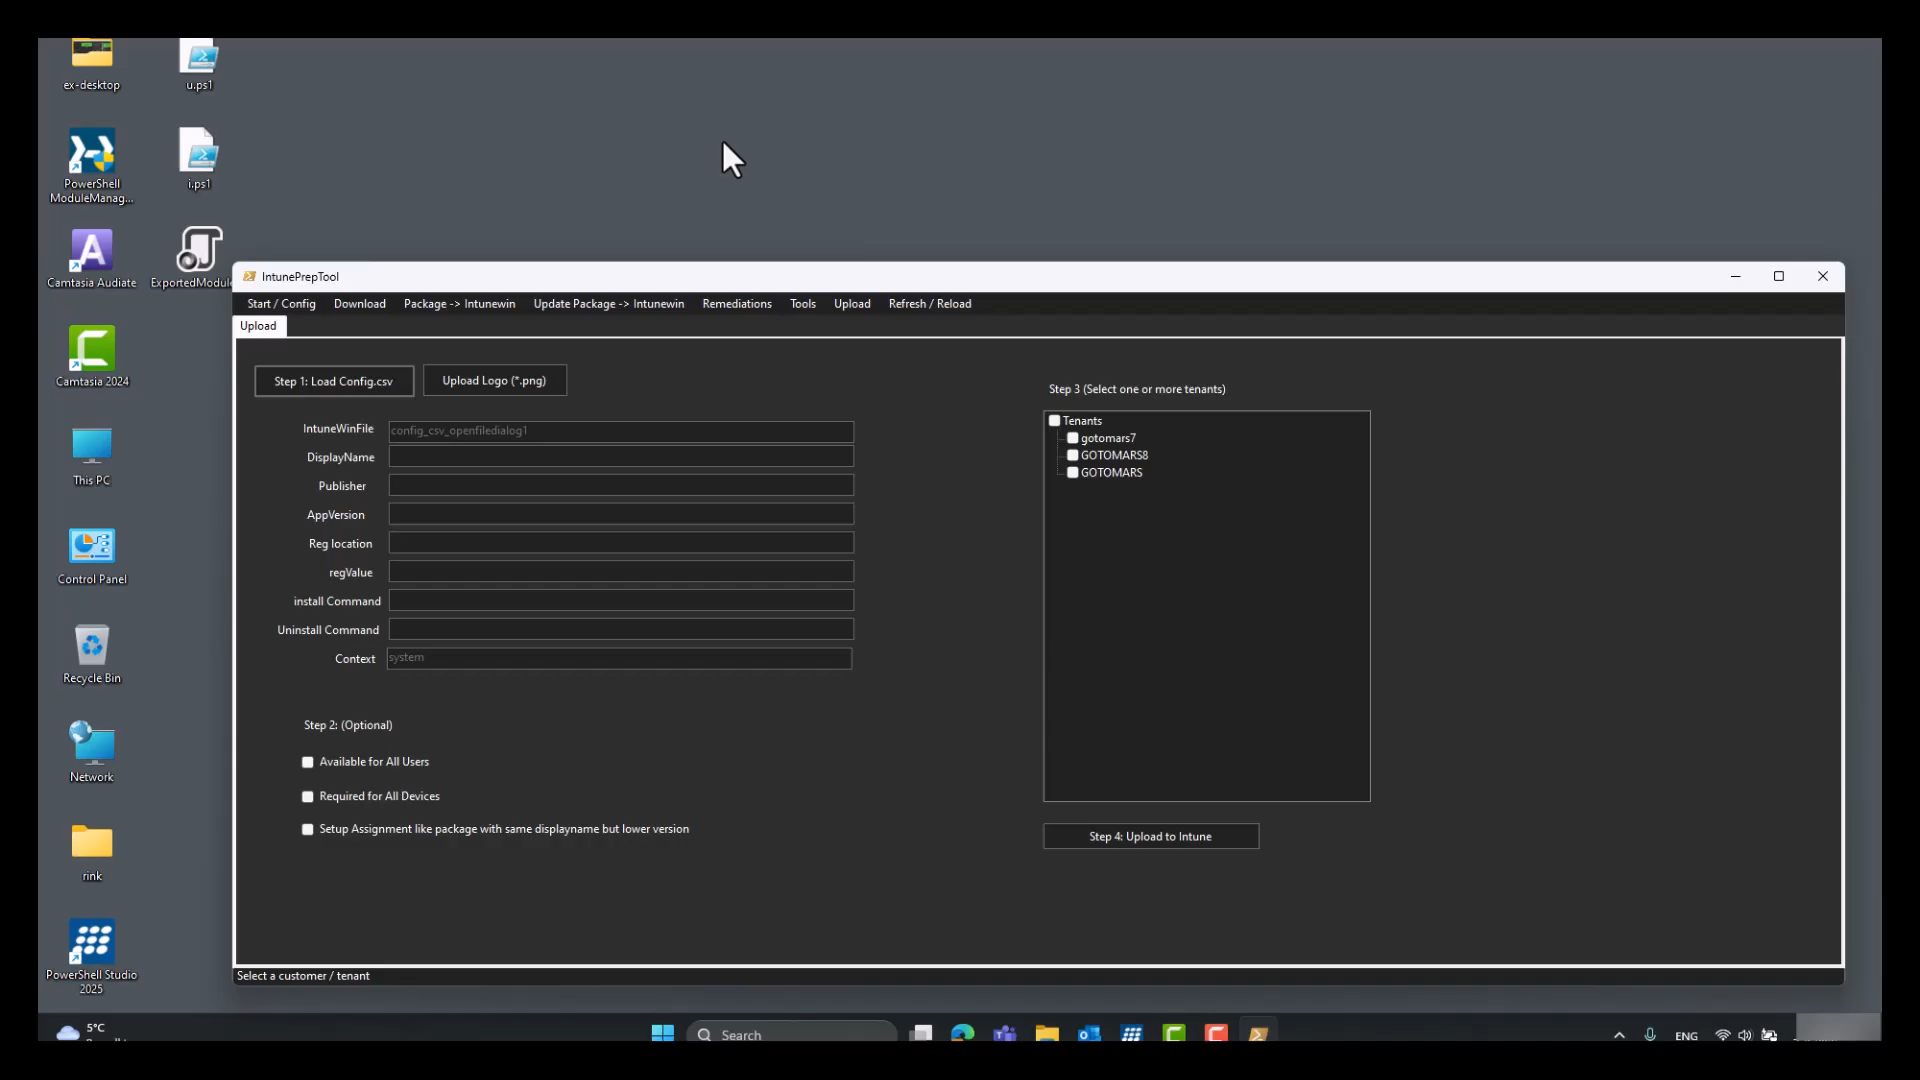 ex-desktop
u.ps1
PowerShell
ModuleManag...
i.ps1
Camtasia Audiate
ExportedModule
Camtasia 2024
This PC
Control Panel
Recycle Bin
Network
rink
PowerShell Studio
2025
IntunePrepTool
Start / Config
Download
Package -> Intunewin
Update Package -> Intunewin
Remediations
Tools
Upload
Refresh / Reload
Upload
Step 1: Load Config.csv
Upload Logo (*.png)
IntuneWinFile
config_csv_openfiledialog1
DisplayName
Publisher
AppVersion
Reg location
regValue
install Command
Uninstall Command
Context
system
Step 2: (Optional)
Available for All Users
Required for All Devices
Setup Assignment like package with same displayname but lower version
Step 3 (Select one or more tenants)
Tenants
gotomars7
GOTOMARS8
GOTOMARS
Step 4: Upload to Intune
Select a customer / tenant
5°C
Search
ENG